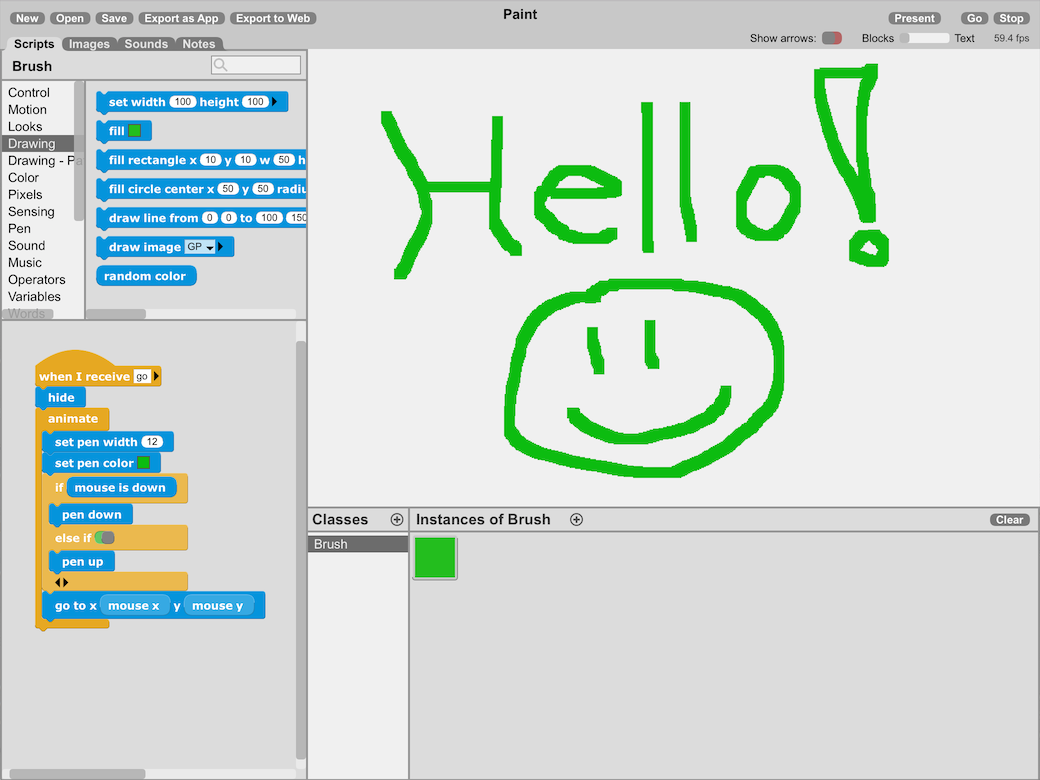 Paint
New Open Save Export as App Export to Web Present Go Stop
Show arrows: Blocks Text 59.4 fps
Scripts Images Sounds Notes
Brush
Control
Motion
Looks
Drawing
Drawing - Pa
Color
Pixels
Sensing
Pen
Sound
Music
Operators
Variables
Words
set width 100 height 100
fill
fill rectangle x 10 y 10 w 50 h
fill circle center x 50 y 50 radiu
draw line from 0 0 to 100 150
draw image GP
random color
when I receive go
hide
animate
set pen width 12
set pen color
if mouse is down
pen down
else if
pen up
go to x mouse x y mouse y
Hello!
Classes
Brush
Instances of Brush Clear